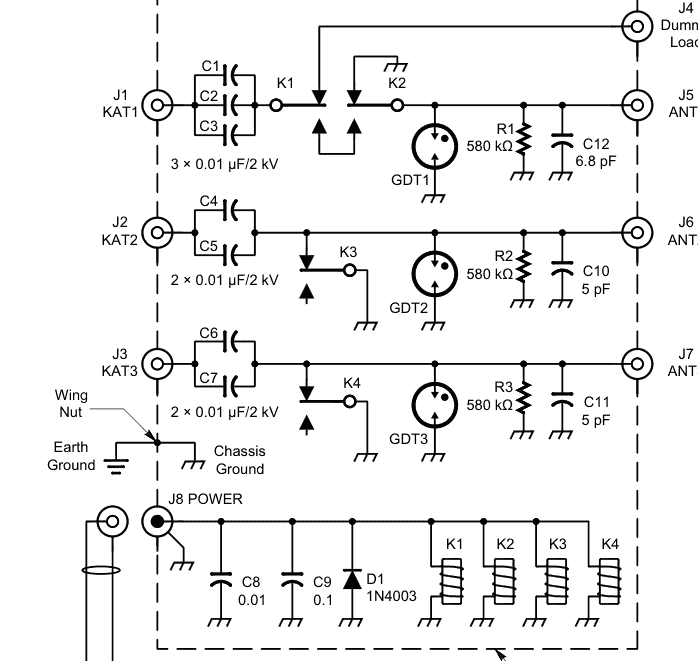 J4
Dumm
Load
J1
KAT1
C1
C2
C3
K1
K2
3 × 0.01 µF/2 kV
GDT1
R1
580 kΩ
C12
6.8 pF
J5
ANT
J2
KAT2
C4
C5
2 × 0.01 µF/2 kV
K3
GDT2
R2
580 kΩ
C10
5 pF
J6
ANT
J3
KAT3
C6
C7
2 × 0.01 µF/2 kV
K4
GDT3
R3
580 kΩ
C11
5 pF
J7
ANT
Wing
Nut
Earth
Ground
Chassis
Ground
J8 POWER
C8
0.01
C9
0.1
D1
1N4003
K1
K2
K3
K4